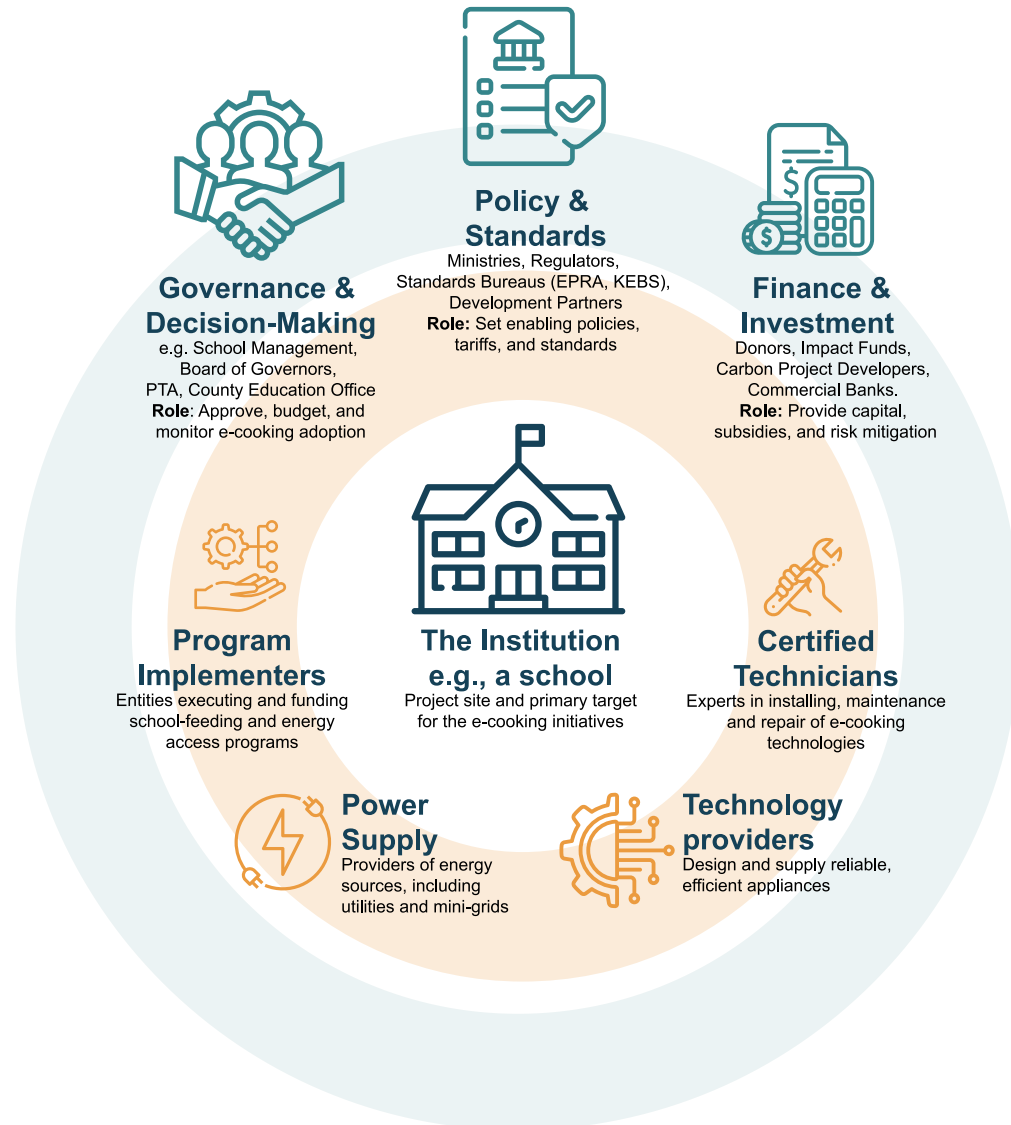 Policy &
Standards
Ministries, Regulators,
Standards Bureaus (EPRA, KEBS),
Development Partners
Role: Set enabling policies,
tariffs, and standards
Governance &
Decision-Making
e.g. School Management,
Board of Governors,
PTA, County Education Office
Role: Approve, budget, and
monitor e-cooking adoption
Finance &
Investment
Donors, Impact Funds,
Carbon Project Developers,
Commercial Banks.
Role: Provide capital,
subsidies, and risk mitigation
Program
Implementers
Entities executing and funding
school-feeding and energy
access programs
The Institution
e.g., a school
Project site and primary target
for the e-cooking initiatives
Certified
Technicians
Experts in installing, maintenance
and repair of e-cooking
technologies
Power
Supply
Providers of energy
sources, including
utilities and mini-grids
Technology
providers
Design and supply reliable,
efficient appliances